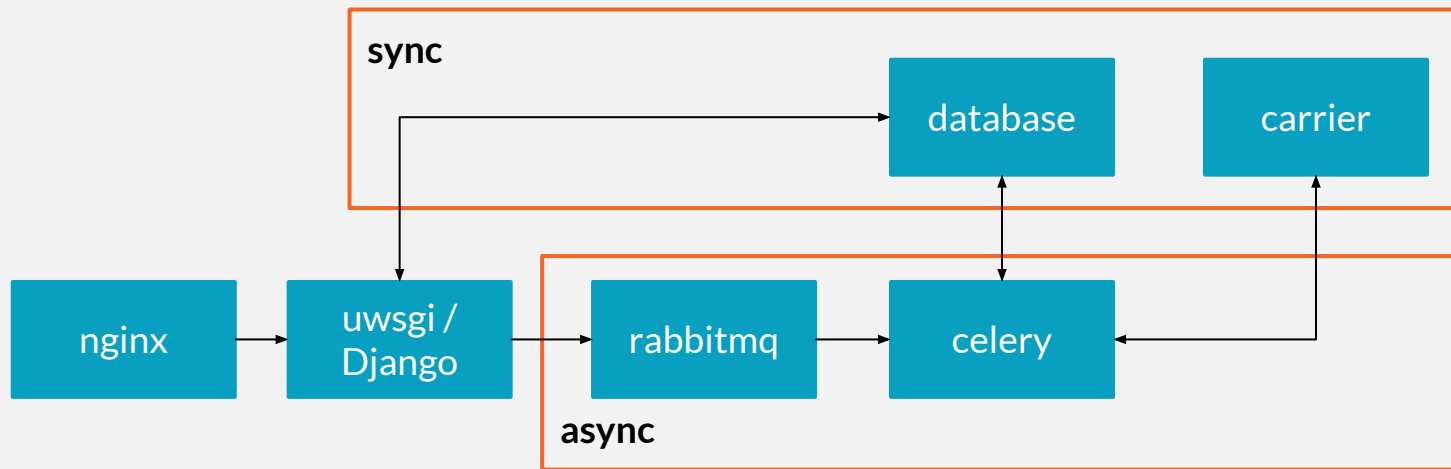 sync
database
carrier
nginx
uwsgi /
Django
rabbitmq
celery
async